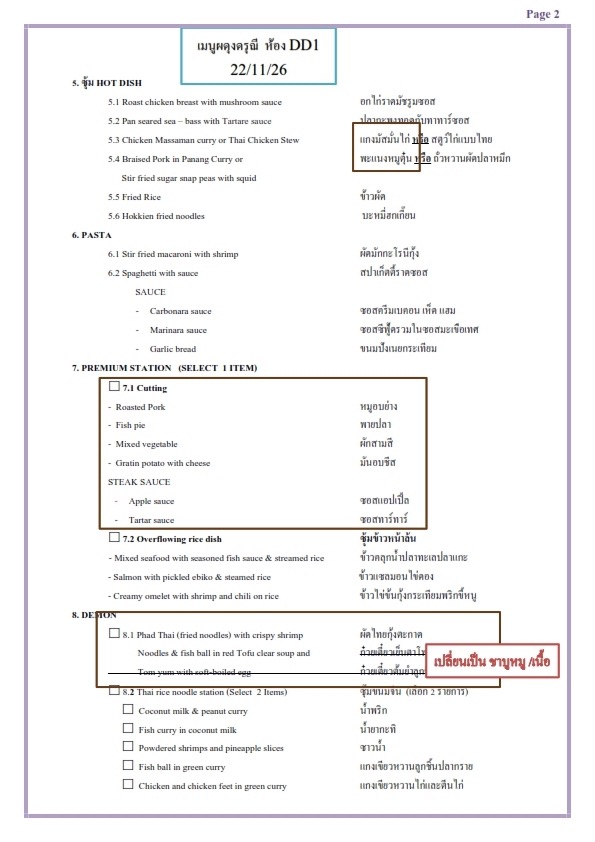 Page 2
เมนูผดุงดรุณี ห้อง DD1
22/11/26
5. ซุ้ม HOT DISH
5.1 Roast chicken breast with mushroom sauce อกไก่ราดมัชรูมซอส
5.2 Pan seared sea – bass with Tartare sauce ปลากะพงทอดกับทาทาร์ซอส
5.3 Chicken Massaman curry or Thai Chicken Stew แกงมัสมั่นไก่ หรือ สตูว์ไก่แบบไทย
5.4 Braised Pork in Panang Curry or พะแนงหมูตุ๋น หรือ ถั่วหวานผัดปลาหมึก
Stir fried sugar snap peas with squid
5.5 Fried Rice ข้าวผัด
5.6 Hokkien fried noodles บะหมี่ฮกเกี้ยน
6. PASTA
6.1 Stir fried macaroni with shrimp ผัดมักกะโรนีกุ้ง
6.2 Spaghetti with sauce สปาเก็ตตี้ราดซอส
SAUCE
- Carbonara sauce ซอสครีมเบคอน เห็ด แฮม
- Marinara sauce ซอสซีฟู้ดรวมในซอสมะเขือเทศ
- Garlic bread ขนมปังเนยกระเทียม
7. PREMIUM STATION (SELECT 1 ITEM)
☐ 7.1 Cutting
- Roasted Pork หมูอบย่าง
- Fish pie พายปลา
- Mixed vegetable ผักสามสี
- Gratin potato with cheese มันอบชีส
STEAK SAUCE
- Apple sauce ซอสแอปเปิ้ล
- Tartar sauce ซอสทาร์ทาร์
☐ 7.2 Overflowing rice dish ซุ้มข้าวหน้าล้น
- Mixed seafood with seasoned fish sauce & streamed rice ข้าวคลุกน้ำปลาทะเลปลาแกะ
- Salmon with pickled ebiko & steamed rice ข้าวแซลมอน ไข่ดอง
- Creamy omelet with shrimp and chili on rice ข้าวไข่ข้นกุ้งกระเทียมพริกขี้หนู
8. DEMON
☐ 8.1 Phad Thai (fried noodles) with crispy shrimp ผัดไทยกุ้งตะกาด
Noodles & fish ball in red Tofu clear soup and ก๋วยเตี๋ยวเย็นตาโฟ
เปลี่ยนเป็น ชาบูหมู /เนื้อ
Tom yum with soft-boiled egg ก๋วยเตี๋ยวต้มยำ
☐ 8.2 Thai rice noodle station (Select 2 Items) ซุ้มขนมจีน (เลือก 2 รายการ)
☐ Coconut milk & peanut curry น้ำพริก
☐ Fish curry in coconut milk น้ำยากะทิ
☐ Powdered shrimps and pineapple slices ซาวน้ำ
☐ Fish ball in green curry แกงเขียวหวานลูกชิ้นปลากราย
☐ Chicken and chicken feet in green curry แกงเขียวหวานไก่และตีนไก่